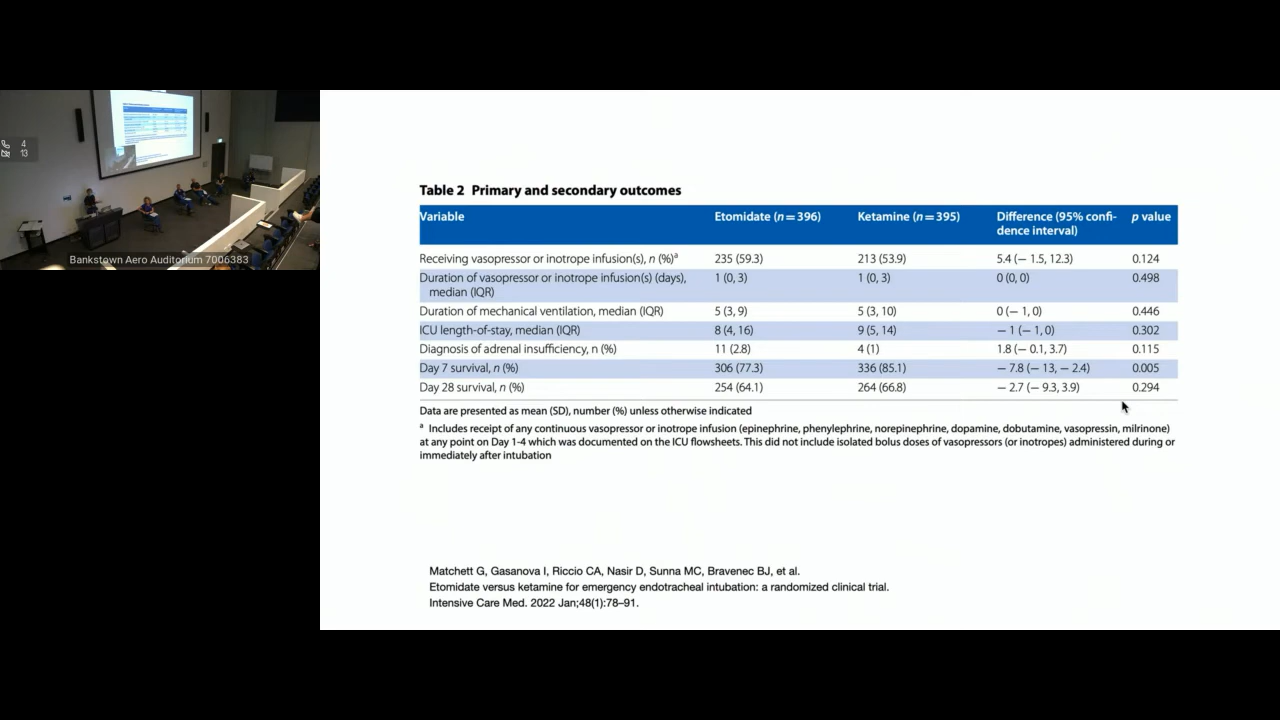 4
13
Bankstown Aero Auditorium 7006383
Table 2 Primary and secondary outcomes
Variable Etomidate (n = 396) Ketamine (n = 395) Difference (95% confi-
dence interval) p value
Receiving vasopressor or inotrope infusion(s), n (%)a 235 (59.3) 213 (53.9) 5.4 (− 1.5, 12.3) 0.124
Duration of vasopressor or inotrope infusion(s) (days), 1 (0, 3) 1 (0, 3) 0 (0, 0) 0.498
median (IQR)
Duration of mechanical ventilation, median (IQR) 5 (3, 9) 5 (3, 10) 0 (− 1, 0) 0.446
ICU length-of-stay, median (IQR) 8 (4, 16) 9 (5, 14) − 1 (− 1, 0) 0.302
Diagnosis of adrenal insufficiency, n (%) 11 (2.8) 4 (1) 1.8 (− 0.1, 3.7) 0.115
Day 7 survival, n (%) 306 (77.3) 336 (85.1) − 7.8 (− 13, − 2.4) 0.005
Day 28 survival, n (%) 254 (64.1) 264 (66.8) − 2.7 (− 9.3, 3.9) 0.294
Data are presented as mean (SD), number (%) unless otherwise indicated
a Includes receipt of any continuous vasopressor or inotrope infusion (epinephrine, phenylephrine, norepinephrine, dopamine, dobutamine, vasopressin, milrinone)
at any point on Day 1-4 which was documented on the ICU flowsheets. This did not include isolated bolus doses of vasopressors (or inotropes) administered during or
immediately after intubation
Matchett G, Gasanova I, Riccio CA, Nasir D, Sunna MC, Bravenec BJ, et al.
Etomidate versus ketamine for emergency endotracheal intubation: a randomized clinical trial.
Intensive Care Med. 2022 Jan;48(1):78–91.